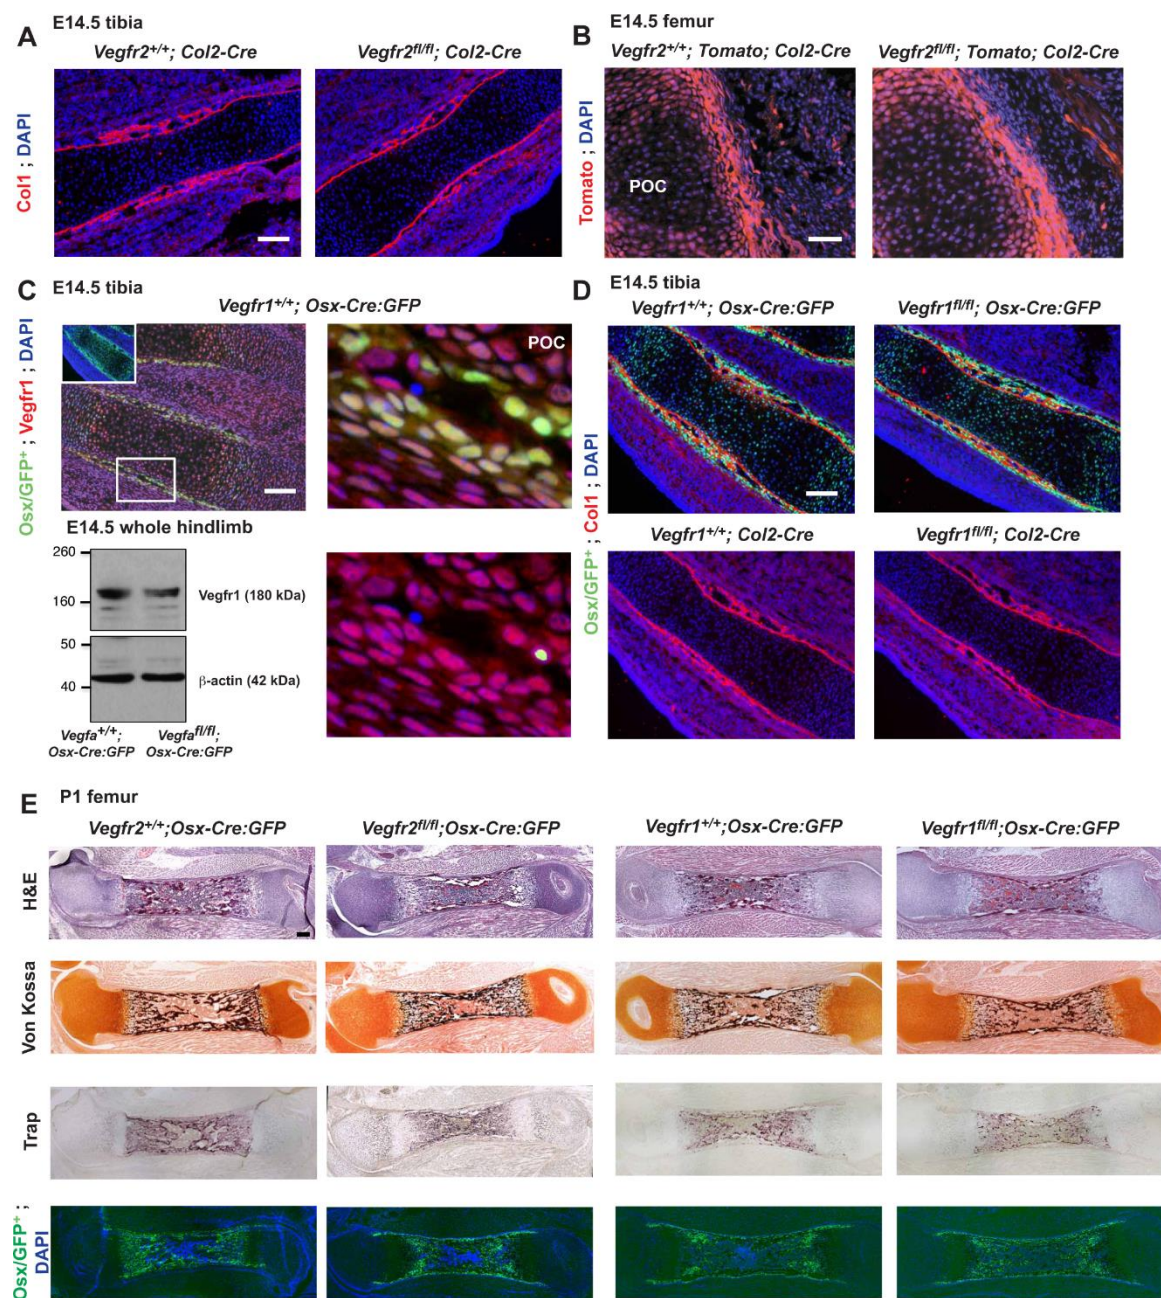 A E14.5 tibia
Vegfr2+/+; Col2-Cre
Vegfr2fl/fl; Col2-Cre
Col1 ; DAPI
B E14.5 femur
Vegfr2+/+; Tomato; Col2-Cre
Vegfr2fl/fl; Tomato; Col2-Cre
Tomato ; DAPI
POC
C E14.5 tibia
Vegfr1+/+; Osx-Cre:GFP
Osx/GFP+ ; Vegfr1 ; DAPI
POC
E14.5 whole hindlimb
260
160
Vegfr1 (180 kDa)
50
40
β-actin (42 kDa)
Vegfa+/+;
Osx-Cre:GFP
Vegfafl/fl;
Osx-Cre:GFP
D E14.5 tibia
Vegfr1+/+; Osx-Cre:GFP
Vegfr1fl/fl; Osx-Cre:GFP
Osx/GFP+ ; Col1 ; DAPI
Vegfr1+/+; Col2-Cre
Vegfr1fl/fl; Col2-Cre
E P1 femur
Vegfr2+/+;Osx-Cre:GFP
Vegfr2fl/fl;Osx-Cre:GFP
Vegfr1+/+;Osx-Cre:GFP
Vegfr1fl/fl;Osx-Cre:GFP
H&E
Von Kossa
Trap
Osx/GFP+ ;
DAPI